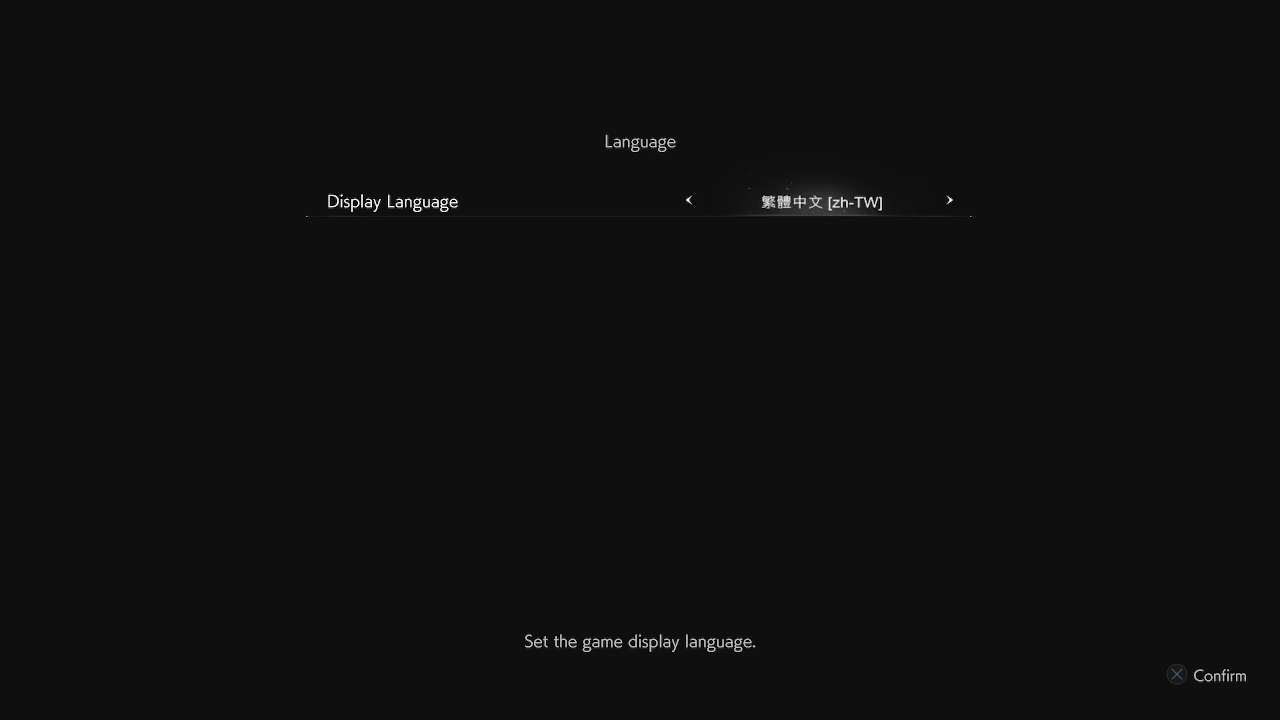 Language
Display Language
繁體中文 [zh-TW]
Set the game display language.
Confirm